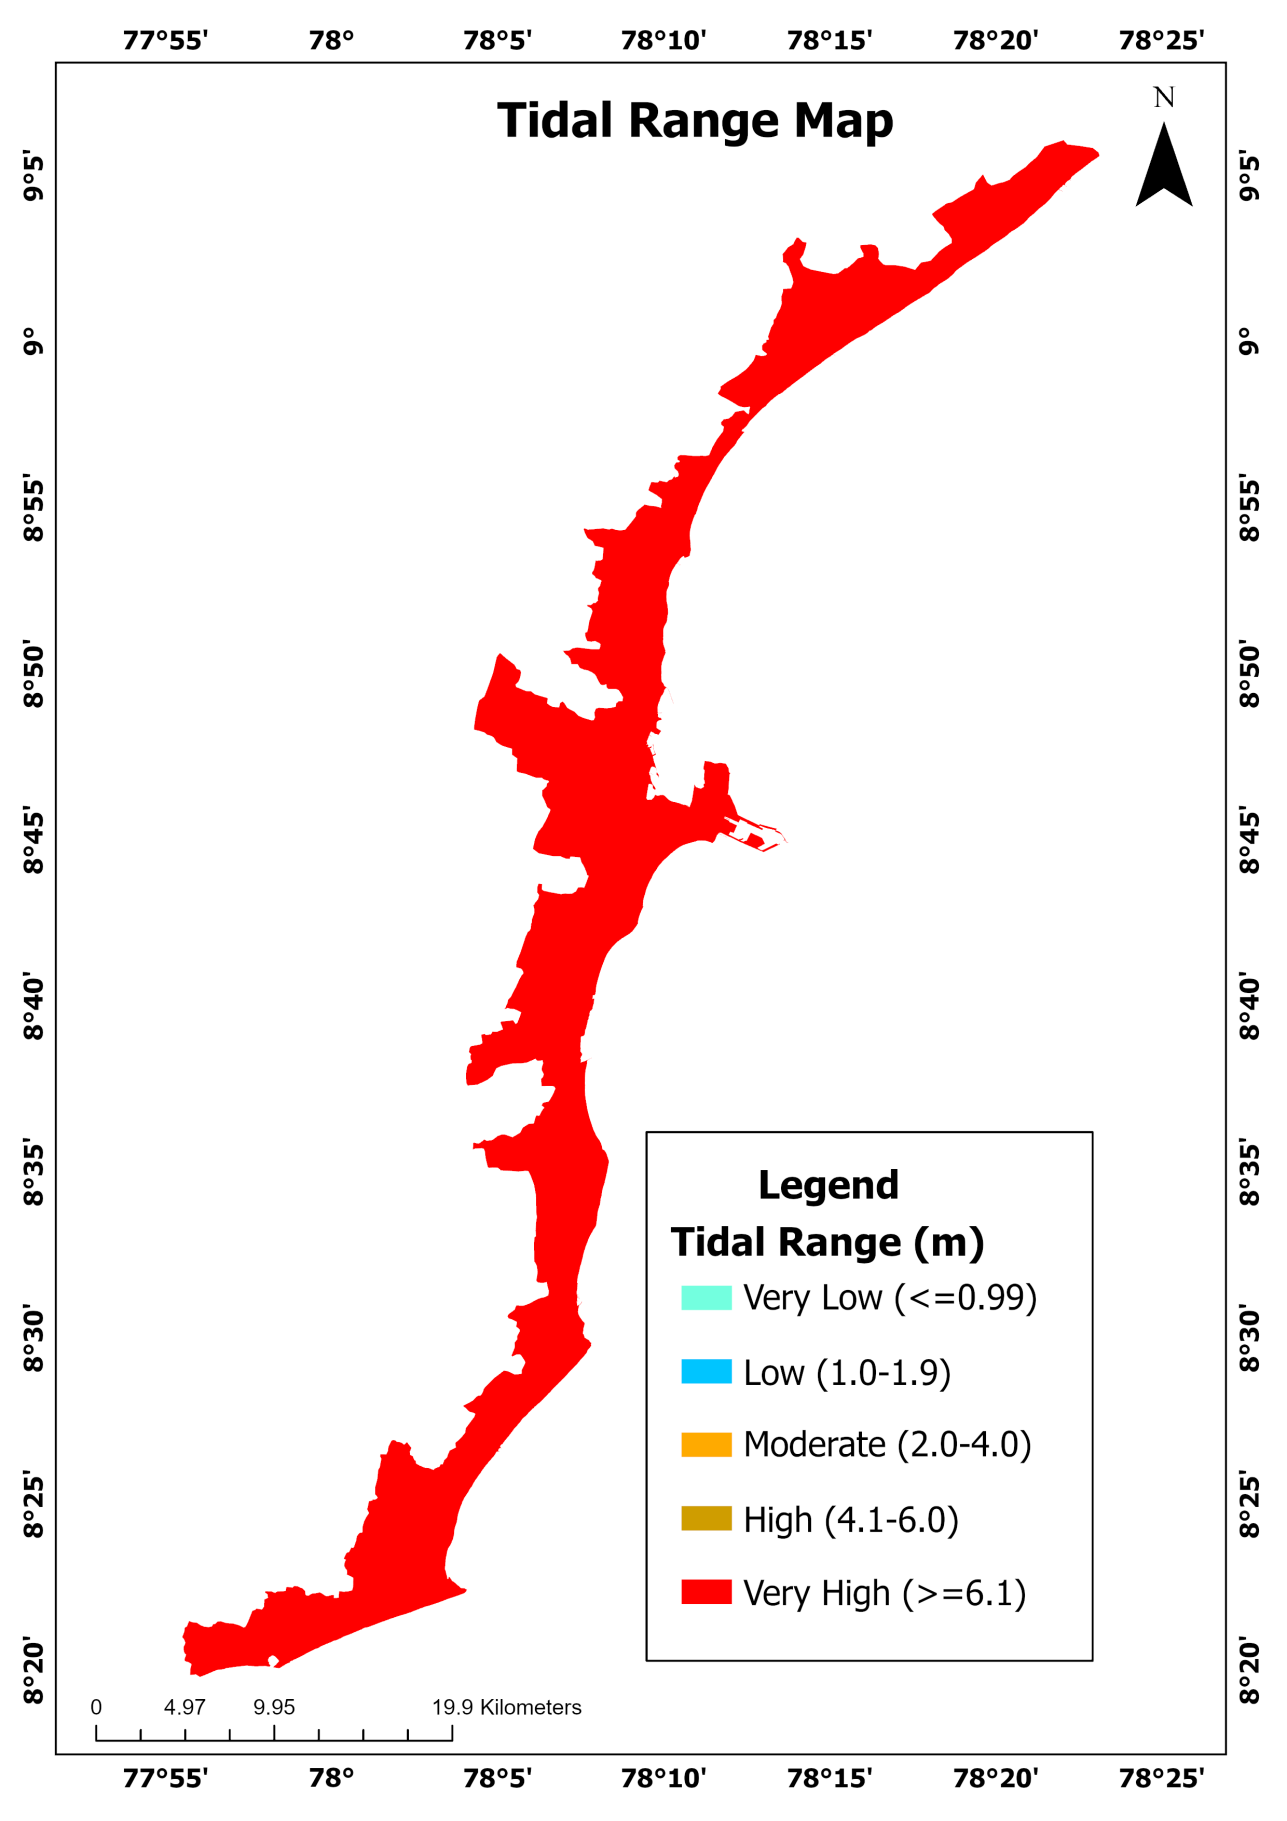 77°55' 78° 78°5' 78°10' 78°15' 78°20' 78°25'
Tidal Range Map
N
9°5' 9°5'
9° 9°
8°55' 8°55'
8°50' 8°50'
8°45' 8°45'
8°40' 8°40'
8°35' 8°35'
Legend
Tidal Range (m)
Very Low (<=0.99)
8°30' 8°30'
Low (1.0-1.9)
Moderate (2.0-4.0)
8°25' 8°25'
High (4.1-6.0)
Very High (>=6.1)
8°20' 8°20'
0 4.97 9.95 19.9 Kilometers
77°55' 78° 78°5' 78°10' 78°15' 78°20' 78°25'